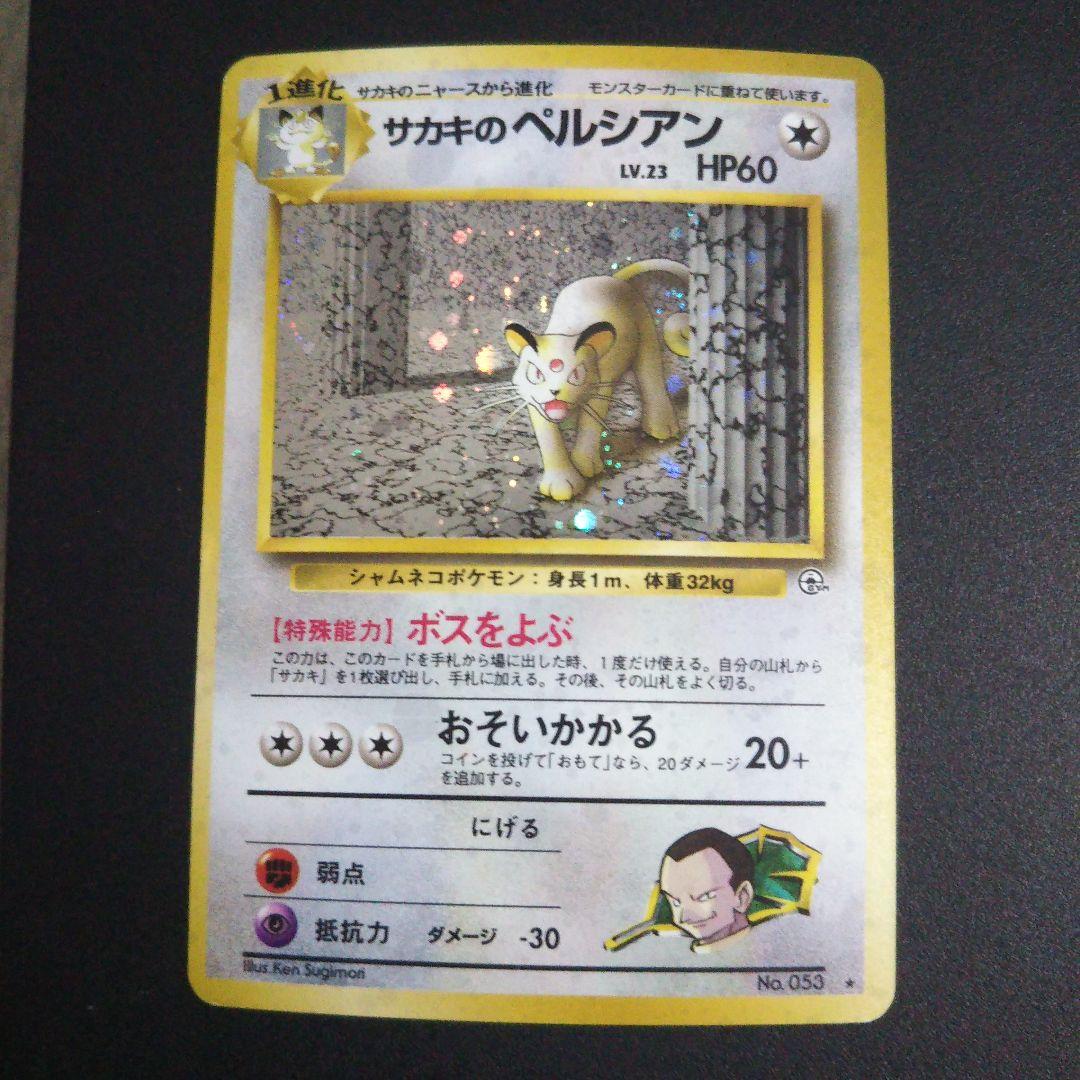 1進化 サカキのニャースから進化 モンスターカードに重ねて使います。
サカキの ペルシアン
LV.23 HP60
シャムネコポケモン：身長1m、体重32kg
GYM
【特殊能力】ボスをよぶ
この力は、このカードを手札から場に出した時、1度だけ使える。自分の山札から
「サカキ」を1枚選び出し、手札に加える。その後、その山札をよく切る。
おそいかかる
コインを投げて「おもて」なら、20ダメージ
を追加する。
20+
にげる
弱点
抵抗力 ダメージ -30
Illus. Ken Sugimori
No. 053 ★